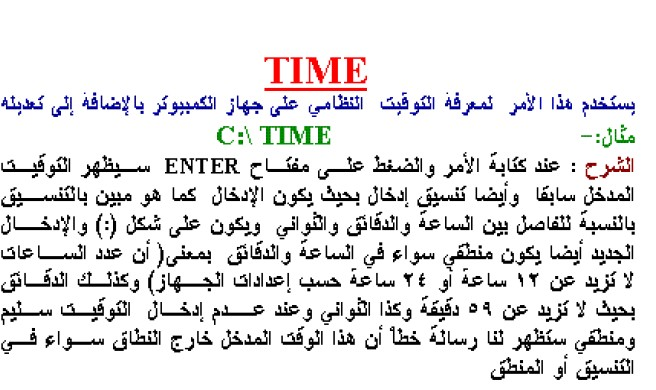 TIME
يستخدم هذا الأمر لمعرفة التوقيت النظامي على جهاز الكمبيوتر بالإضافة إلى تعديله
مثال:- C:\ TIME
الشرح : عند كتابة الأمر والضغط على مفتاح ENTER سيظهر التوقيت
المدخل سابقا وأيضا تنسيق إدخال بحيث يكون الإدخال كما هو مبين بالتنسيق
بالنسبة للفاصل بين الساعة والدقائق والثواني ويكون على شكل (:) والإدخال
الجديد أيضا يكون منطقي سواء في الساعة والدقائق بمعنى( أن عدد الساعات
لا تزيد عن ١٢ ساعة أو ٢٤ ساعة حسب إعدادات الجهاز) وكذلك الدقائق
بحيث لا تزيد عن ٥٩ دقيقة وكذا الثواني وعند عدم إدخال التوقيت سليم
ومنطقي ستظهر لنا رسالة خطأ أن هذا الوقت المدخل خارج النطاق سواء في
التنسيق أو المنطق